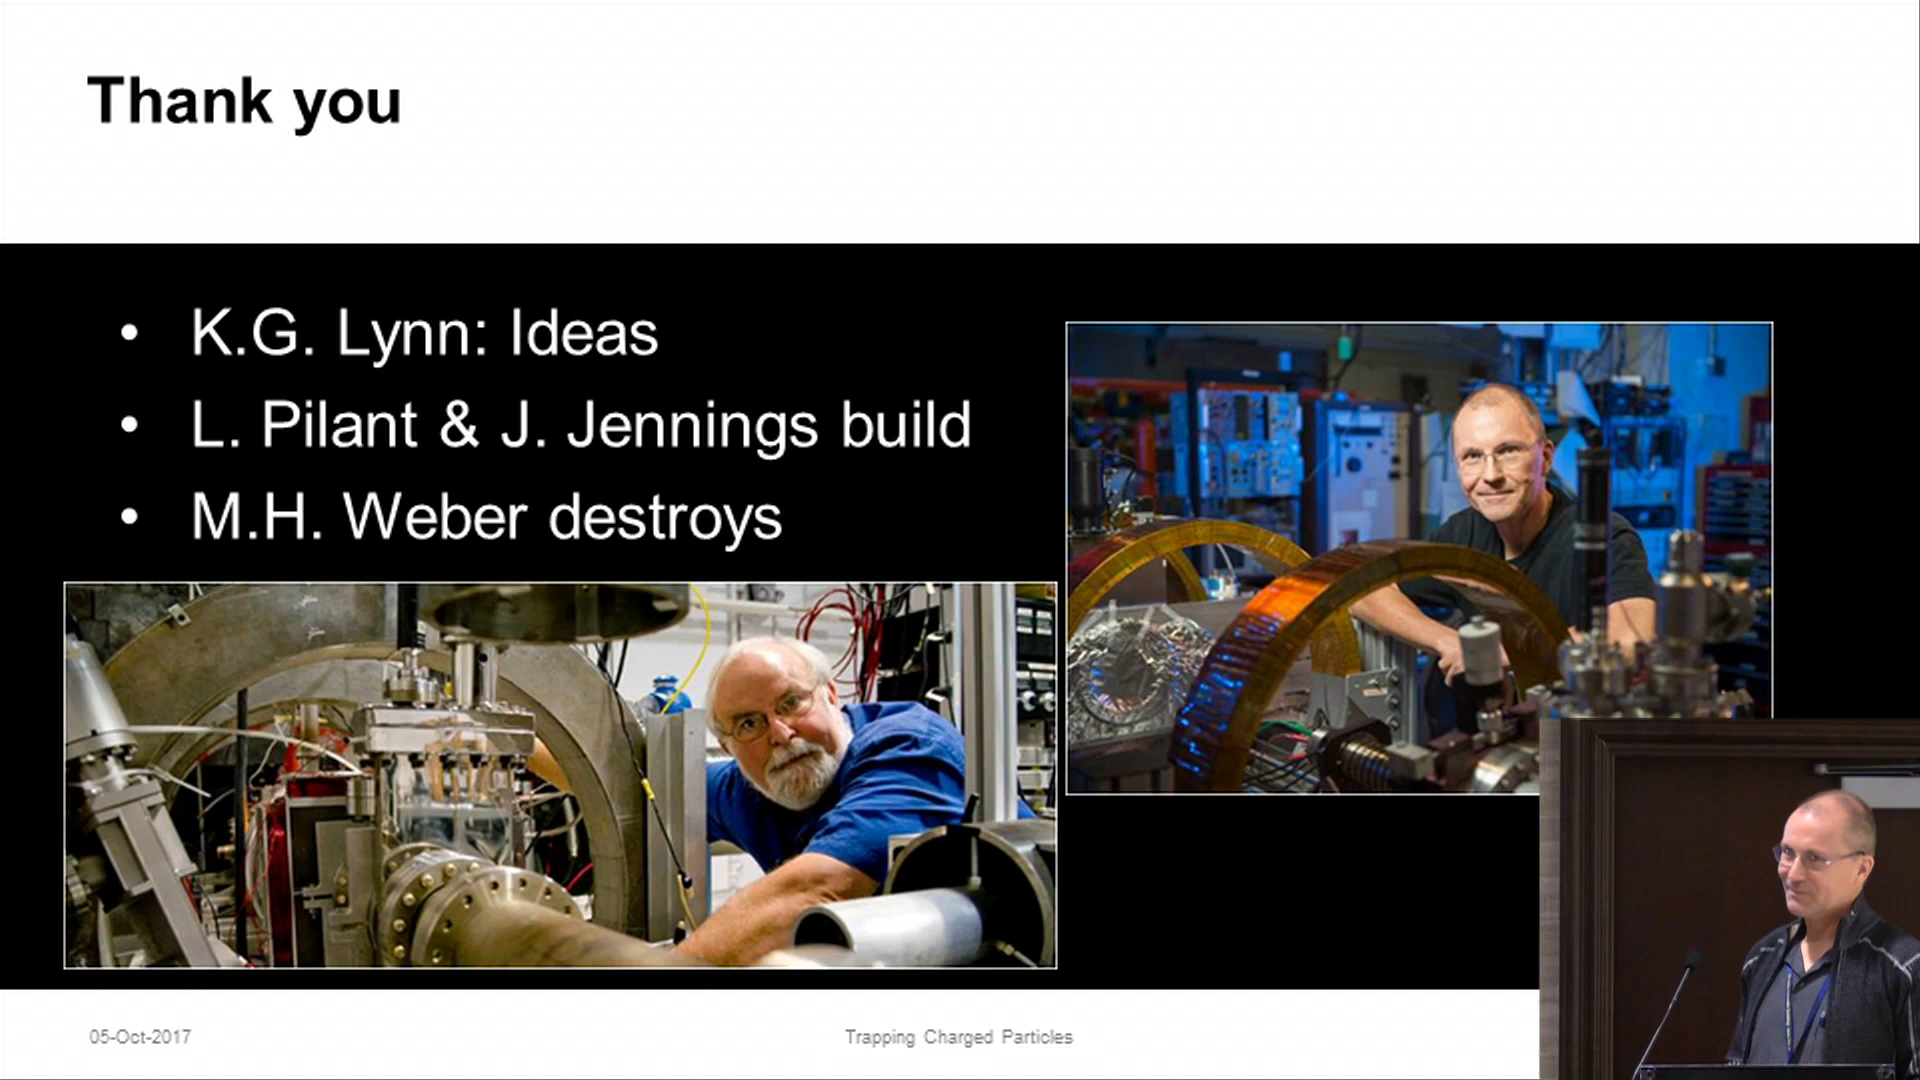 Thank you
• K.G. Lynn: Ideas
• L. Pilant & J. Jennings build
• M.H. Weber destroys
05-Oct-2017
Trapping Charged Particles